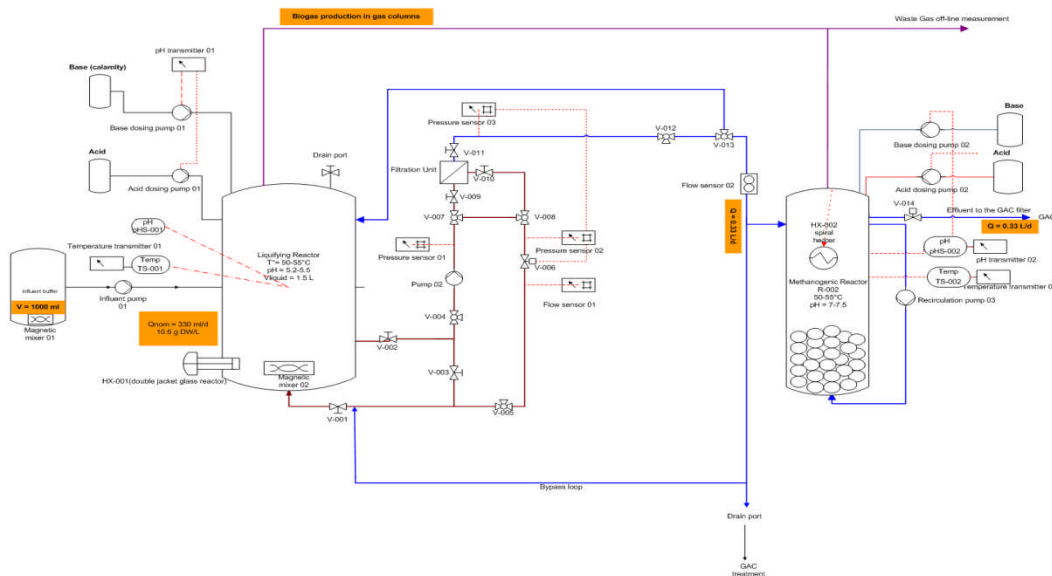 Biogas production in gas columns
Waste Gas off-line measurement
pH transmitter 01
Base (calamity)
Base dosing pump 01
Acid
Acid dosing pump 01
Drain port
pH
pHS-001
Temperature transmitter 01
Temp
TS-001
Influent buffer
V = 1000 ml
Magnetic
mixer 01
Influent pump
01
Qnom = 330 ml/d
10.6 g DW/L
HX-001(double jacket glass reactor)
Liquifying Reactor
T°= 50-55°C
pH = 5.2-5.5
Vliquid = 1.5 L
Magnetic
mixer 02
Pressure sensor 03
V-011
Filtration Unit
V-010
V-009
V-007
V-008
Pressure sensor 01
Pressure sensor 02
V-006
Pump 02
Flow sensor 01
V-004
V-002
V-003
V-001
V-005
V-012
V-013
Flow sensor 02
Q = 0.33 L/d
Bypass loop
Drain port
GAC
treatment
Base
Base dosing pump 02
Acid
Acid dosing pump 02
V-014
Effluent to the GAC filter
GAC
Q = 0.33 L/d
HX-002
spiral
heater
pH
pHS-002
pH transmitter 02
Temp
TS-002
Temperature transmitter 0
Methanogenic Reactor
R-002
50-55°C
pH = 7-7.5
Recirculation pump 03